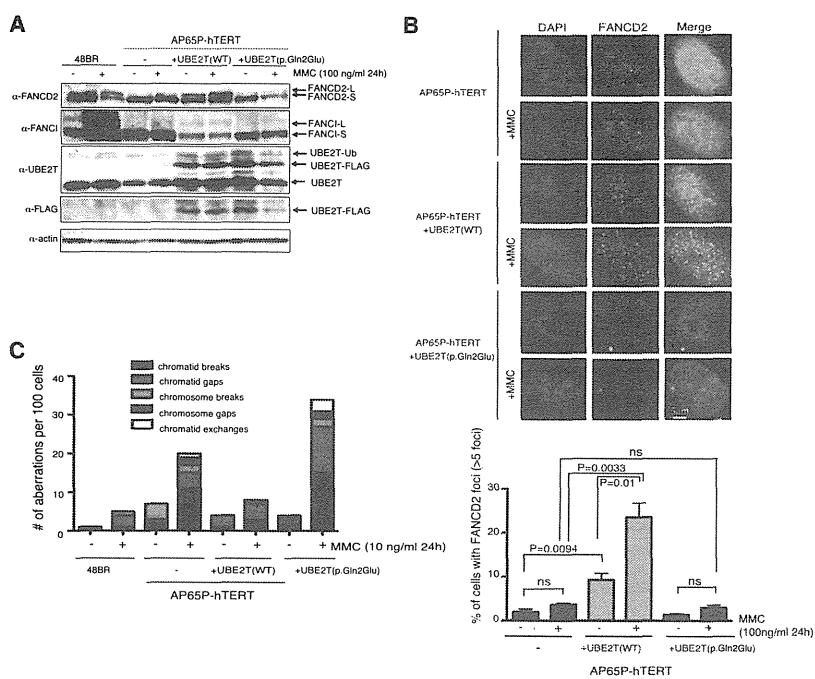 A
AP65P-hTERT
48BR
-
+UBE2T(WT)
+UBE2T(p.Gln2Glu)
- + - + - + - +
MMC (100 ng/ml 24h)
α-FANCD2
FANCD2-L
FANCD2-S
α-FANCI
FANCI-L
FANCI-S
α-UBE2T
UBE2T-Ub
UBE2T-FLAG
UBE2T
α-FLAG
UBE2T-FLAG
α-actin
B
DAPI FANCD2 Merge
AP65P-hTERT
+MMC
AP65P-hTERT
+UBE2T(WT)
+MMC
AP65P-hTERT
+UBE2T(p.Gln2Glu)
+MMC
% of cells with FANCD2 foci (>5 foci)
30
20
10
0
ns
P=0.0033
P=0.01
P=0.0094
ns
ns
- + - + - +
MMC
(100ng/ml 24h)
-
+UBE2T(WT)
+UBE2T(p.Gln2Glu)
AP65P-hTERT
C
# of aberrations per 100 cells
40
30
20
10
0
chromatid breaks
chromatid gaps
chromosome breaks
chromosome gaps
chromatid exchanges
- + - + - + - +
MMC (10 ng/ml 24h)
48BR
-
+UBE2T(WT)
+UBE2T(p.Gln2Glu)
AP65P-hTERT